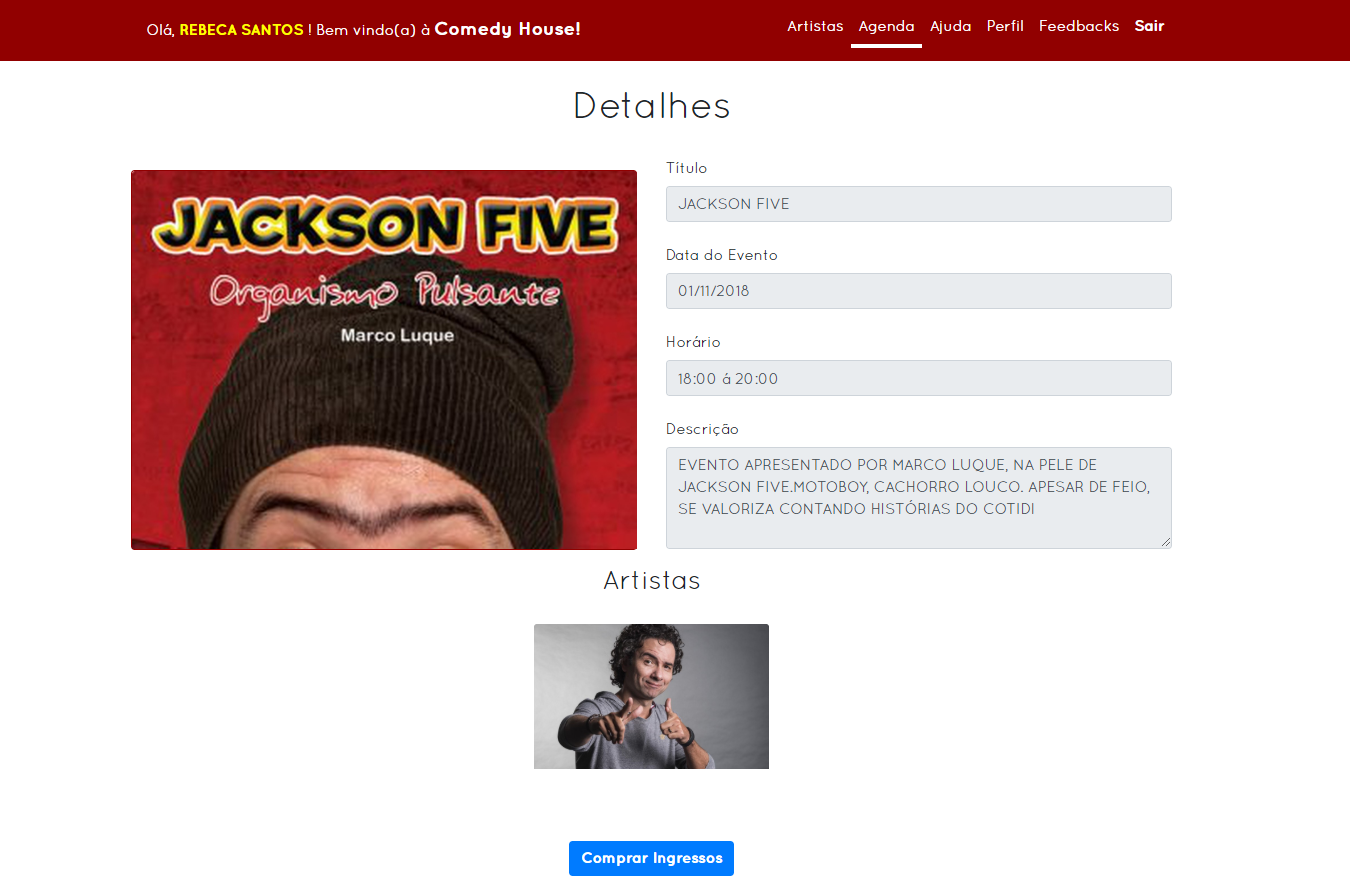 Olá, REBECA SANTOS ! Bem vindo(a) à Comedy House!
Artistas Agenda Ajuda Perfil Feedbacks Sair
Detalhes
JACKSON FIVE
Organismo Pulsante
Marco Luque
Título
JACKSON FIVE
Data do Evento
01/11/2018
Horário
18:00 á 20:00
Descrição
EVENTO APRESENTADO POR MARCO LUQUE, NA PELE DE
JACKSON FIVE.MOTOBOY, CACHORRO LOUCO. APESAR DE FEIO,
SE VALORIZA CONTANDO HISTÓRIAS DO COTIDI
Artistas
Comprar Ingressos